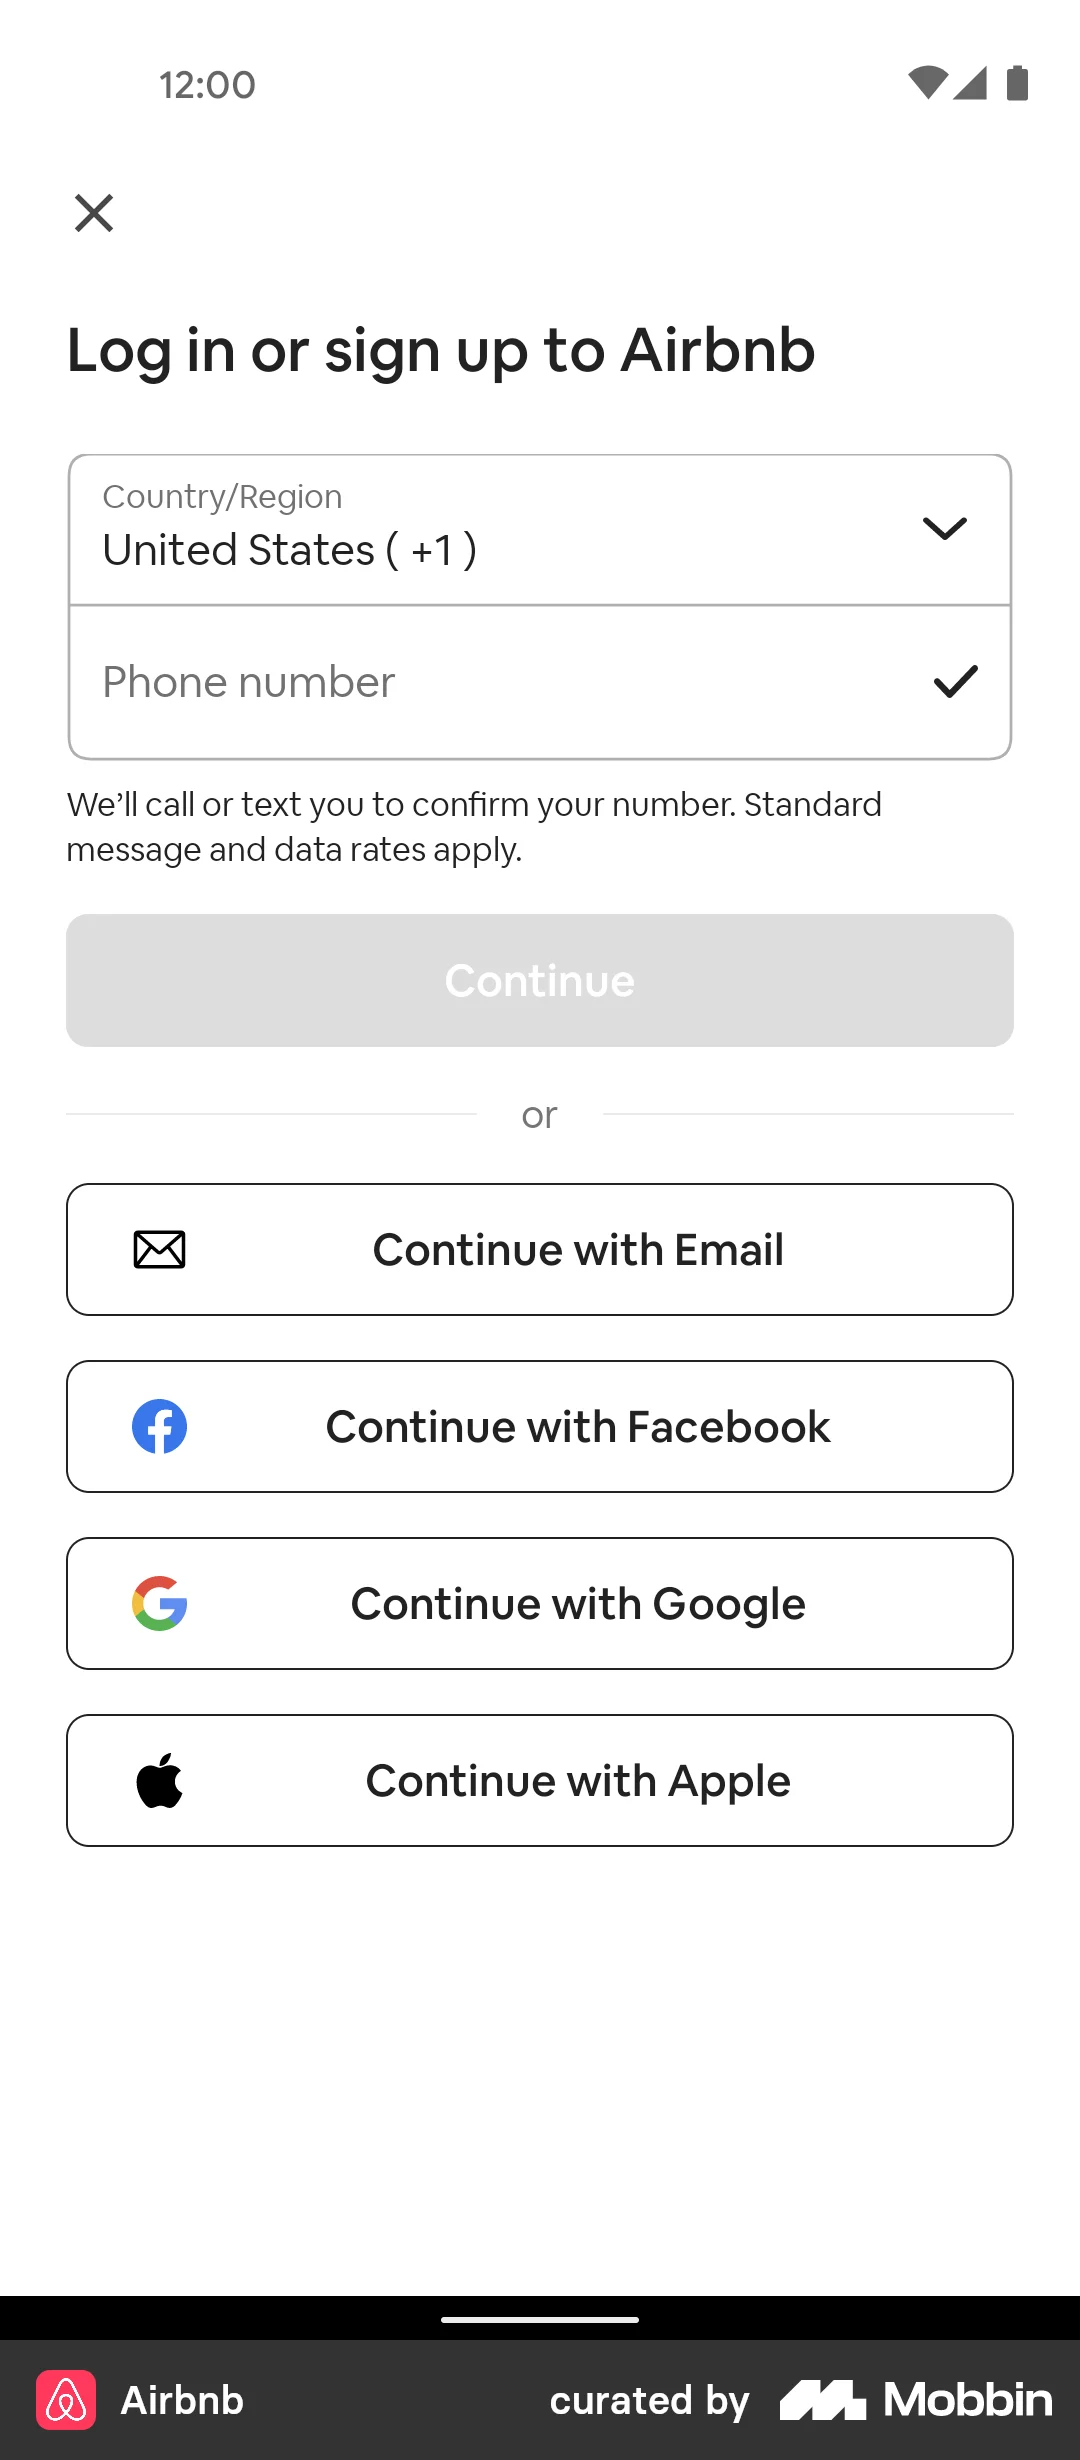 12:00
Log in or sign up to Airbnb
Country/Region
United States ( +1 )
Phone number
We’ll call or text you to confirm your number. Standard
message and data rates apply.
Continue
or
Continue with Email
Continue with Facebook
Continue with Google
Continue with Apple
Airbnb
curated by Mobbin